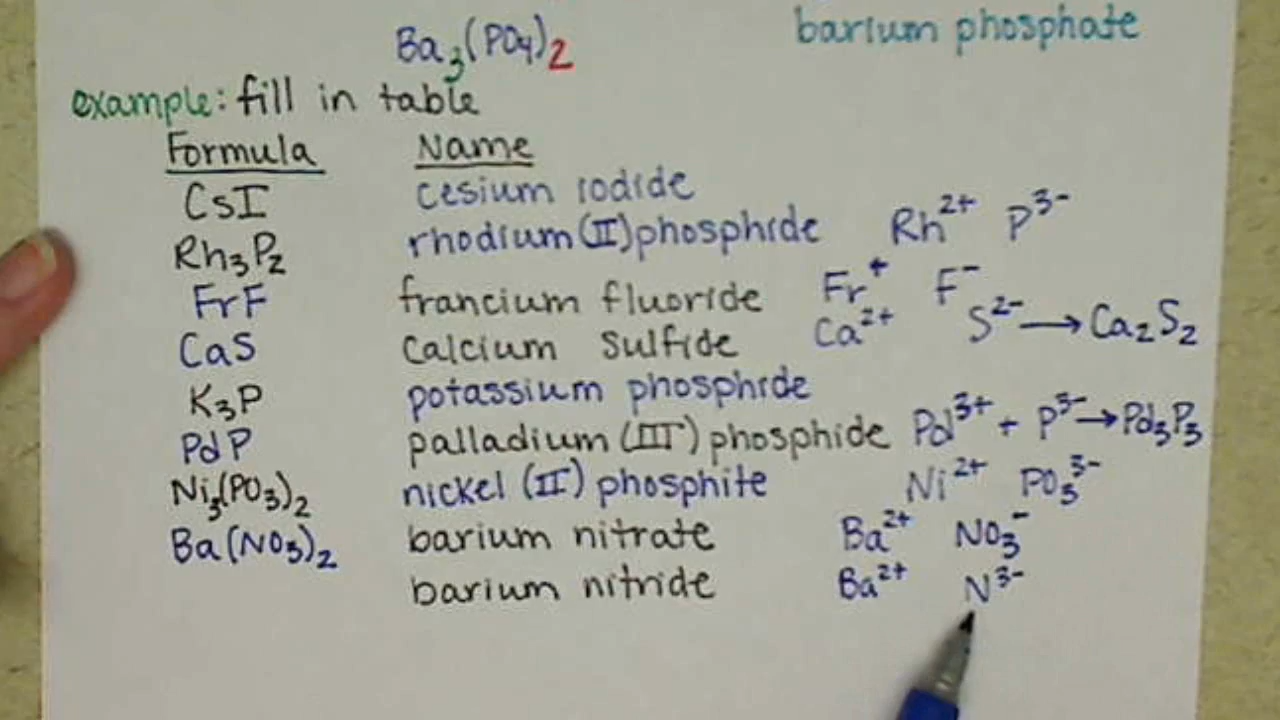 Ba₃(PO₄)₂ barium phosphate
example: fill in table
Formula Name
CsI cesium iodide
Rh₃P₂ rhodium (II) phosphide Rh²⁺ P³⁻
FrF francium fluoride Fr⁺ F⁻
CaS calcium sulfide Ca²⁺ S²⁻ → Ca₂S₂
K₃P potassium phosphide
PdP palladium (III) phosphide Pd³⁺ + P³⁻ → Pd₃P₃
Ni₃(PO₃)₂ nickel (II) phosphite Ni²⁺ PO₃³⁻
Ba(NO₃)₂ barium nitrate Ba²⁺ NO₃⁻
barium nitride Ba²⁺ N³⁻